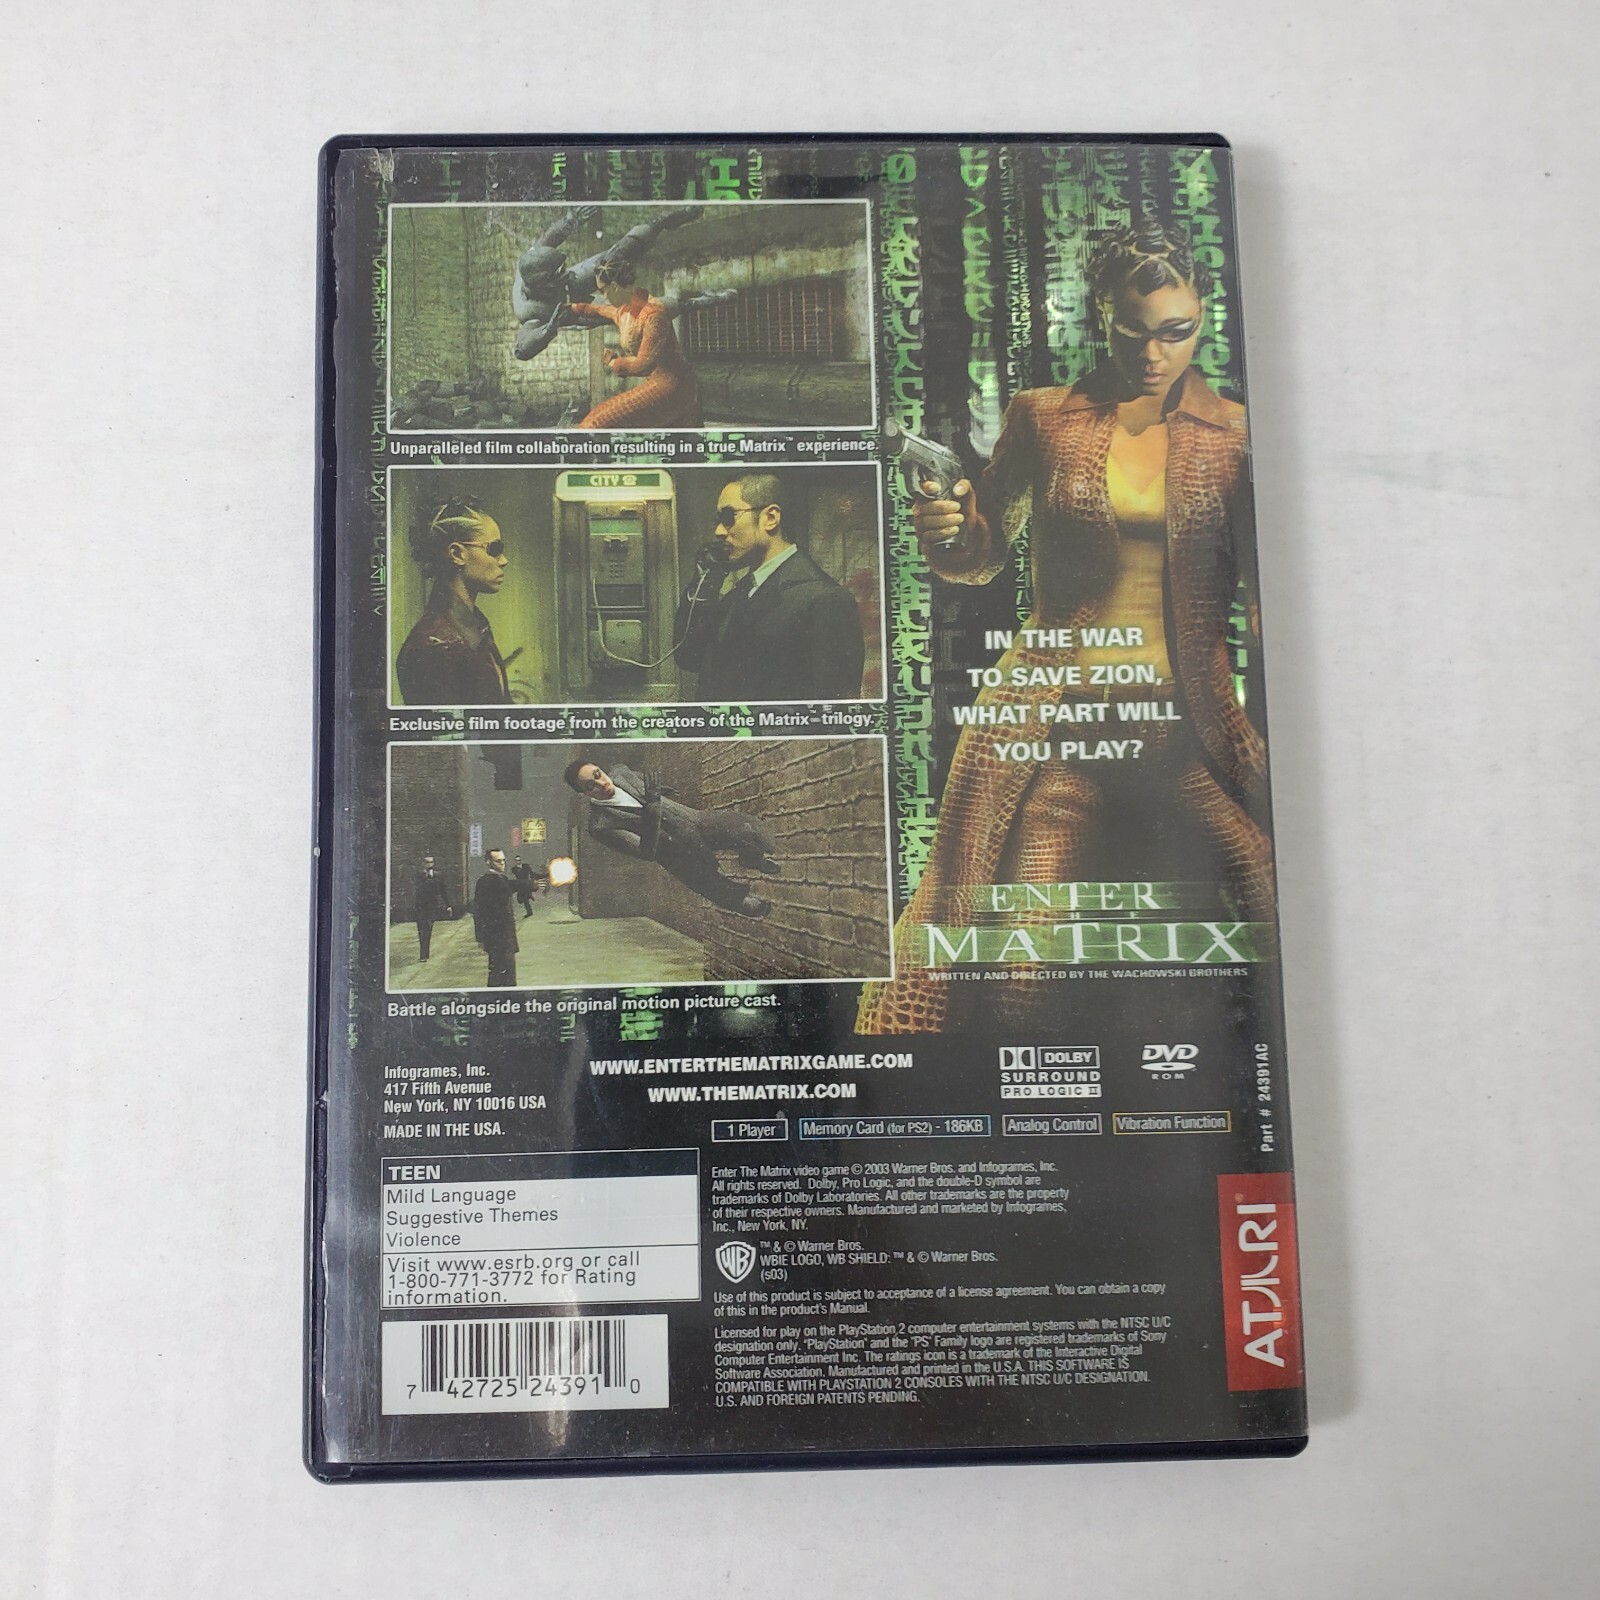 Unparalleled film collaboration resulting in a true Matrix™ experience.
CITY
Exclusive film footage from the creators of the Matrix™ trilogy.
Battle alongside the original motion picture cast.
IN THE WAR
TO SAVE ZION,
WHAT PART WILL
YOU PLAY?
ENTER
THE
MATRIX
WRITTEN AND DIRECTED BY THE WACHOWSKI BROTHERS
Infogrames, Inc.
417 Fifth Avenue
New York, NY 10016 USA
MADE IN THE USA.
WWW.ENTERTHEMATRIXGAME.COM
WWW.THEMATRIX.COM
DOLBY
SURROUND
PRO LOGIC II
DVD
ROM
Part # 24391AC
1 Player
Memory Card (for PS2) - 186KB
Analog Control
Vibration Function
TEEN
Mild Language
Suggestive Themes
Violence
Visit www.esrb.org or call
1-800-771-3772 for Rating
information.
7 42725 24391 0
Enter The Matrix video game © 2003 Warner Bros. and Infogrames, Inc.
All rights reserved. Dolby, Pro Logic, and the double-D symbol are
trademarks of Dolby Laboratories. All other trademarks are the property
of their respective owners. Manufactured and marketed by Infogrames,
Inc., New York, NY.
WB
™ & © Warner Bros.
WBIE LOGO, WB SHIELD: ™ & © Warner Bros.
(s03)
Use of this product is subject to acceptance of a license agreement. You can obtain a copy
of this in the product's Manual.
Licensed for play on the PlayStation 2 computer entertainment systems with the NTSC U/C
designation only. "PlayStation" and the "PS" Family logo are registered trademarks of Sony
Computer Entertainment Inc. The ratings icon is a trademark of the Interactive Digital
Software Association. Manufactured and printed in the U.S.A. THIS SOFTWARE IS
COMPATIBLE WITH PLAYSTATION 2 CONSOLES WITH THE NTSC U/C DESIGNATION.
U.S. AND FOREIGN PATENTS PENDING.
ATARI®